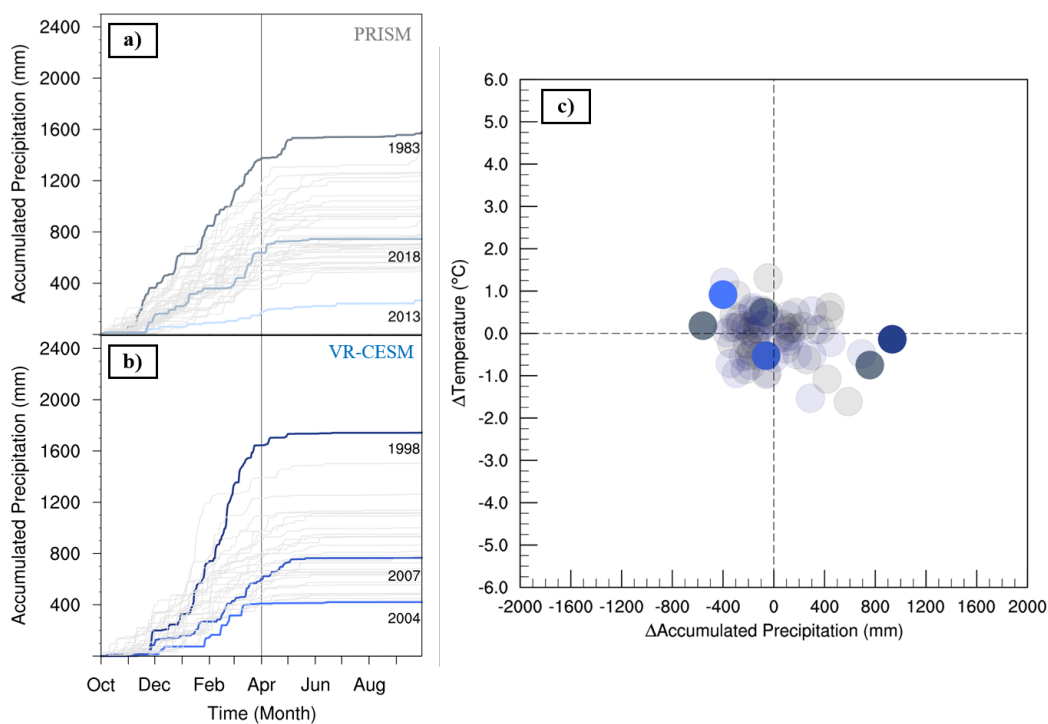 a)
PRISM
2400
2000
1600
1200
800
400
Accumulated Precipitation (mm)
1983
2018
2013
b)
VR-CESM
2400
2000
1600
1200
800
400
Accumulated Precipitation (mm)
1998
2007
2004
Oct Dec Feb Apr Jun Aug
Time (Month)
c)
6.0
5.0
4.0
3.0
2.0
1.0
0.0
-1.0
-2.0
-3.0
-4.0
-5.0
-6.0
ΔTemperature (°C)
-2000 -1600 -1200 -800 -400 0 400 800 1200 1600 2000
ΔAccumulated Precipitation (mm)